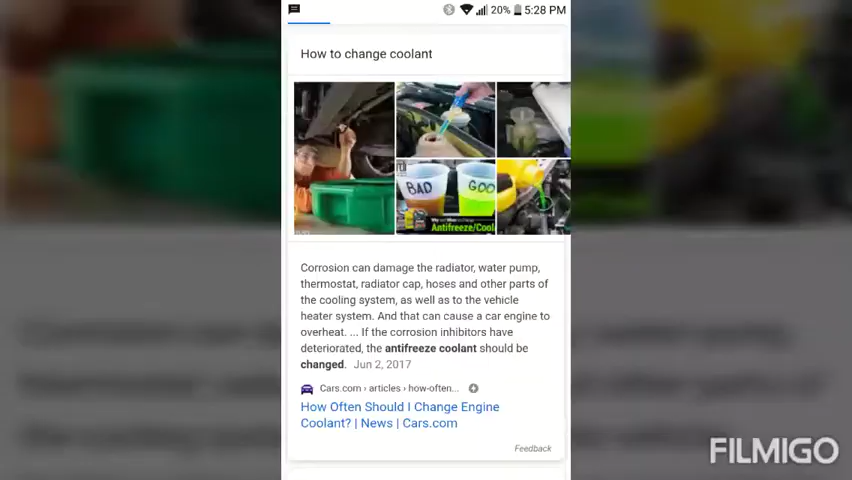 20% 5:28 PM
How to change coolant
BAD
GOO
Antifreeze/Cool
Corrosion can damage the radiator, water pump,
thermostat, radiator cap, hoses and other parts of
the cooling system, as well as to the vehicle
heater system. And that can cause a car engine to
overheat. ... If the corrosion inhibitors have
deteriorated, the antifreeze coolant should be
changed. Jun 2, 2017
Cars.com › articles › how-often...
How Often Should I Change Engine
Coolant? | News | Cars.com
Feedback
FILMIGO